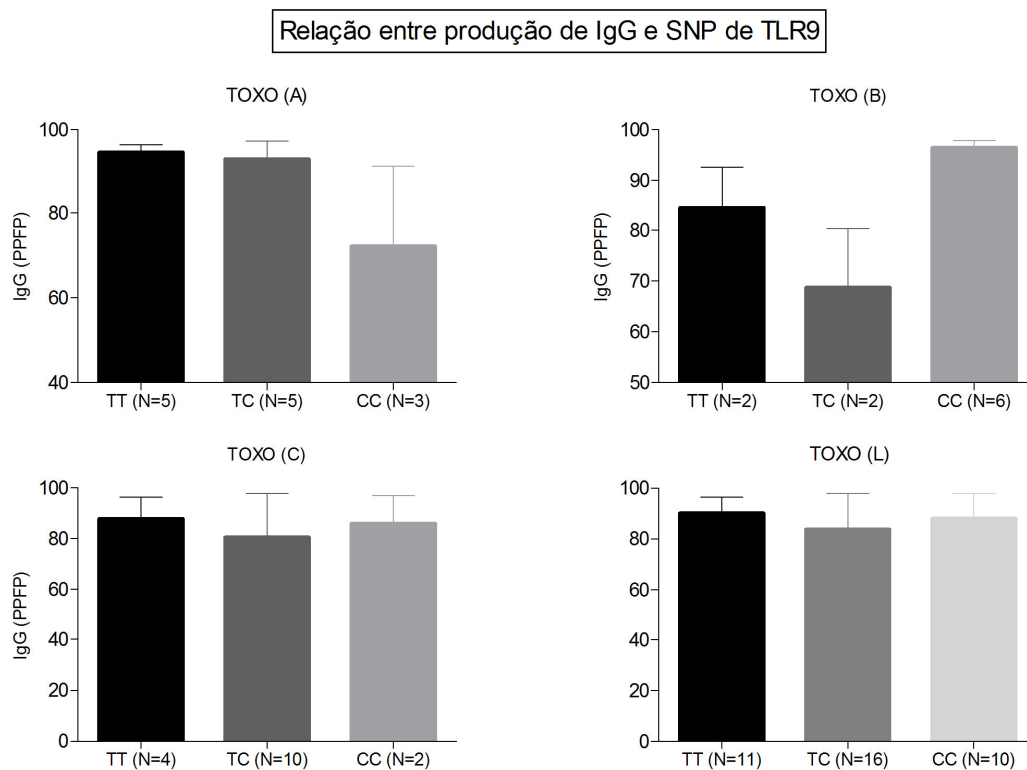 Relação entre produção de IgG e SNP de TLR9
TOXO (A)
IgG (PPFP)
100
80
60
40
TT (N=5) TC (N=5) CC (N=3)
TOXO (B)
IgG (PPFP)
100
90
80
70
60
50
TT (N=2) TC (N=2) CC (N=6)
TOXO (C)
IgG (PPFP)
100
80
60
40
20
0
TT (N=4) TC (N=10) CC (N=2)
TOXO (L)
100
80
60
40
20
0
TT (N=11) TC (N=16) CC (N=10)